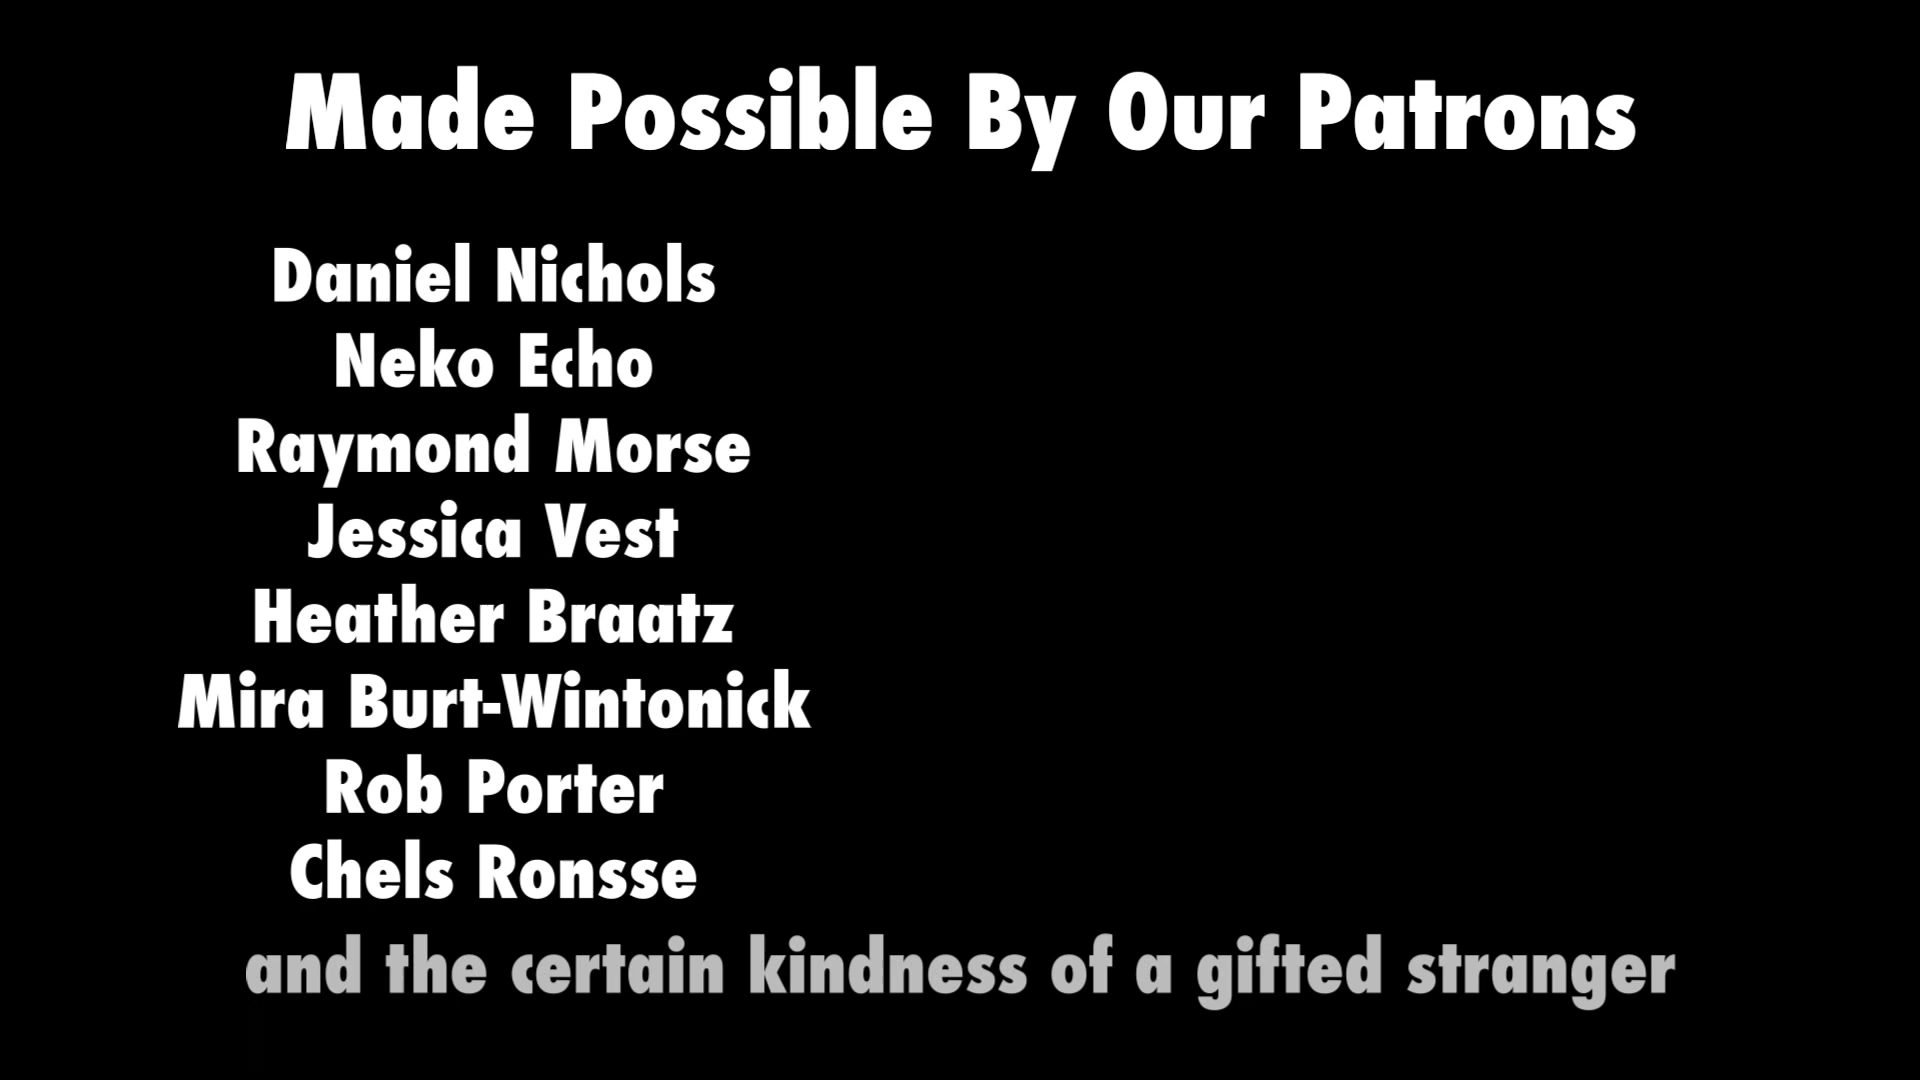 Made Possible By Our Patrons
Daniel Nichols
Neko Echo
Raymond Morse
Jessica Vest
Heather Braatz
Mira Burt-Wintonick
Rob Porter
Chels Ronsse
and the certain kindness of a gifted stranger